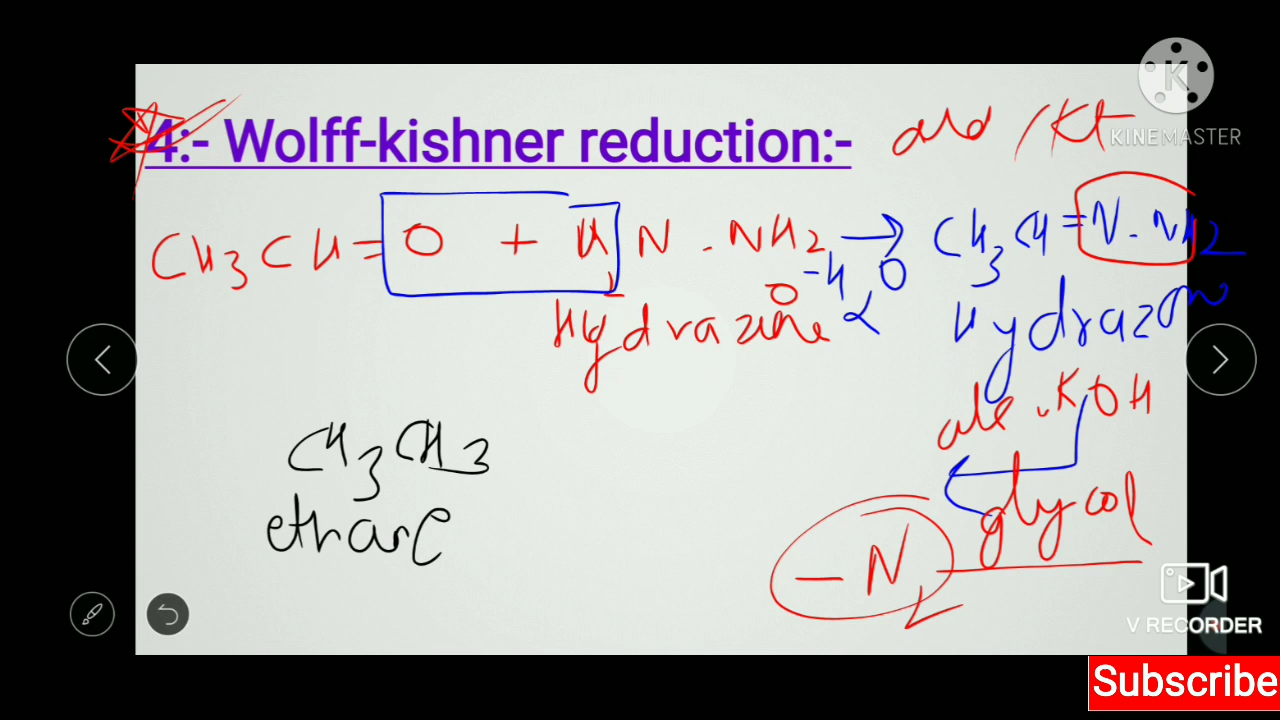 4:- Wolff-kishner reduction:- ald / Kt
KINEMASTER
CH3CH=O + H2N.NH2 → CH3CH=N-NH2
-H2O
Hydrazine Hydrazone
alc.KOH
glycol
-N2
CH3CH3
ethane
V RECORDER
Subscribe